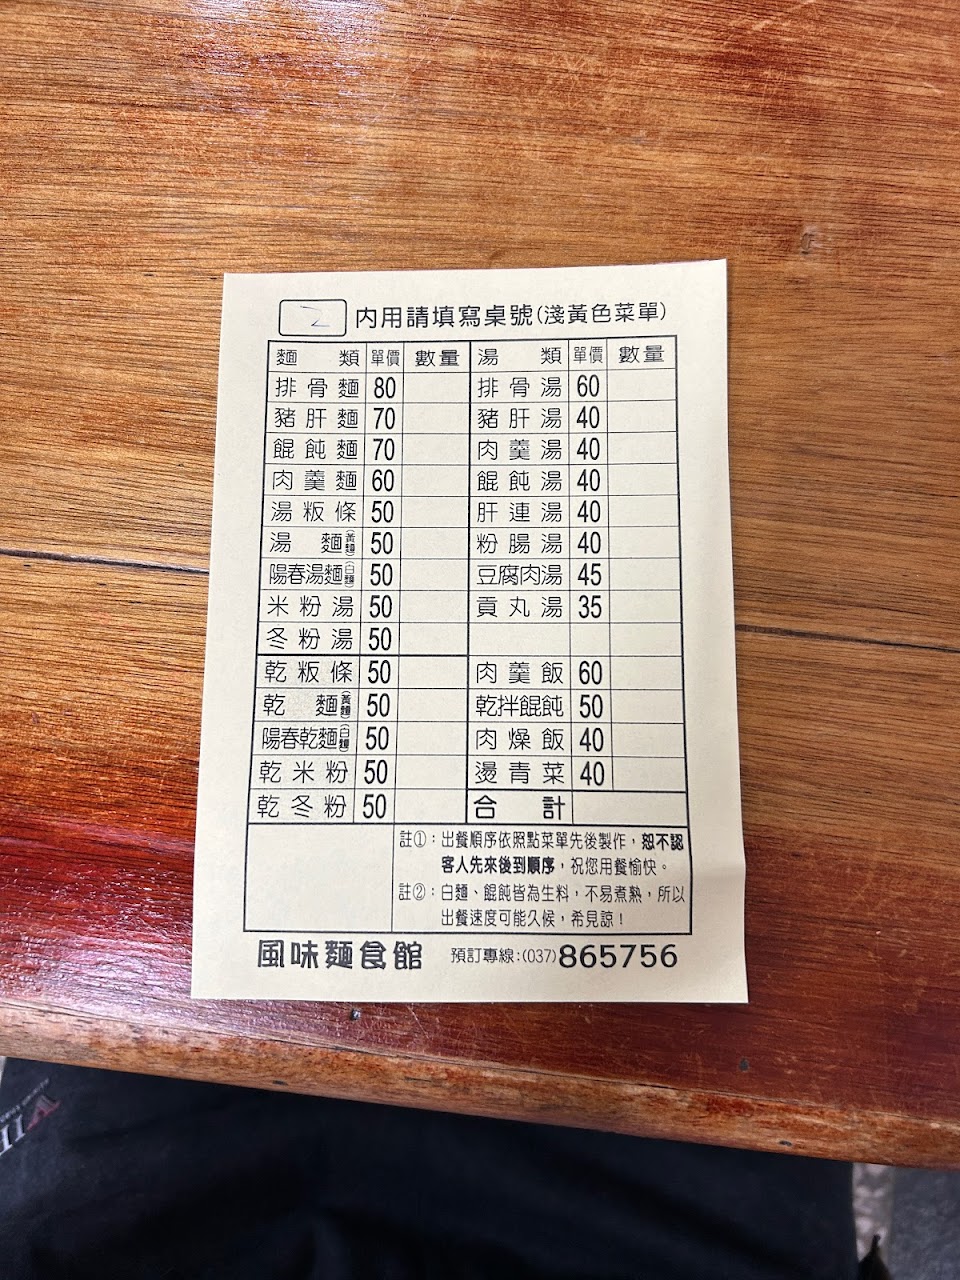 2 內用請填寫桌號(淺黃色菜單)
麵類 單價 數量 湯類 單價 數量
排骨麵 80 排骨湯 60
豬肝麵 70 豬肝湯 40
餛飩麵 70 肉羹湯 40
肉羹麵 60 餛飩湯 40
湯粄條 50 肝連湯 40
湯麵(黃麵) 50 粉腸湯 40
陽春湯麵(白麵) 50 豆腐肉湯 45
米粉湯 50 貢丸湯 35
冬粉湯 50
乾粄條 50 肉羹飯 60
乾麵(黃麵) 50 乾拌餛飩 50
陽春乾麵(白麵) 50 肉燥飯 40
乾米粉 50 燙青菜 40
乾冬粉 50 合計
註①：出餐順序依照點菜單先後製作，恕不認
客人先來後到順序，祝您用餐愉快。
註②：白麵、餛飩皆為生料，不易煮熟，所以
出餐速度可能久候，希見諒！
風味麵食館 預訂專線:(037)865756